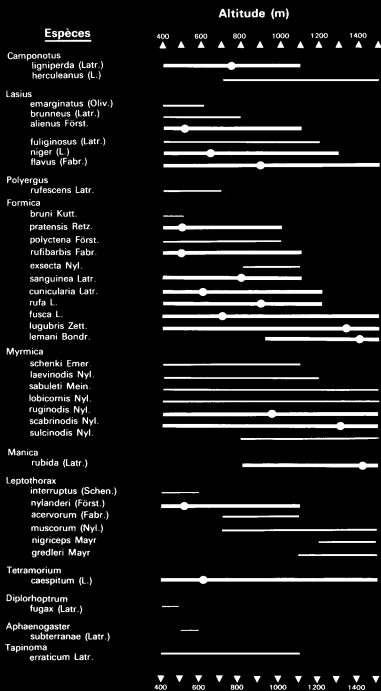 Altitude (m)
Espèces
400 600 800 1000 1200 1400
Camponotus
ligniperda (Latr.)
herculeanus (L.)
Lasius
emarginatus (Oliv.)
brunneus (Latr.)
alienus Först.
fuliginosus (Latr.)
niger (L.)
flavus (Fabr.)
Polyergus
rufescens Latr.
Formica
bruni Kutt.
pratensis Retz.
polyctena Först.
rufibarbis Fabr.
exsecta Nyl.
sanguinea Latr.
cunicularia Latr.
rufa L.
fusca L.
lugubris Zett.
lemani Bondr.
Myrmica
schenki Emer.
laevinodis Nyl.
sabuleti Mein.
lobicornis Nyl.
ruginodis Nyl.
scabrinodis Nyl.
sulcinodis Nyl.
Manica
rubida (Latr.)
Leptothorax
interruptus (Schen.)
nylanderi (Först.)
acervorum (Fabr.)
muscorum (Nyl.)
nigriceps Mayr
gredleri Mayr
Tetramorium
caespitum (L.)
Diplorhoptrum
fugax (Latr.)
Aphaenogaster
subterranae (Latr.)
Tapinoma
erraticum Latr.
400 600 800 1000 1200 1400